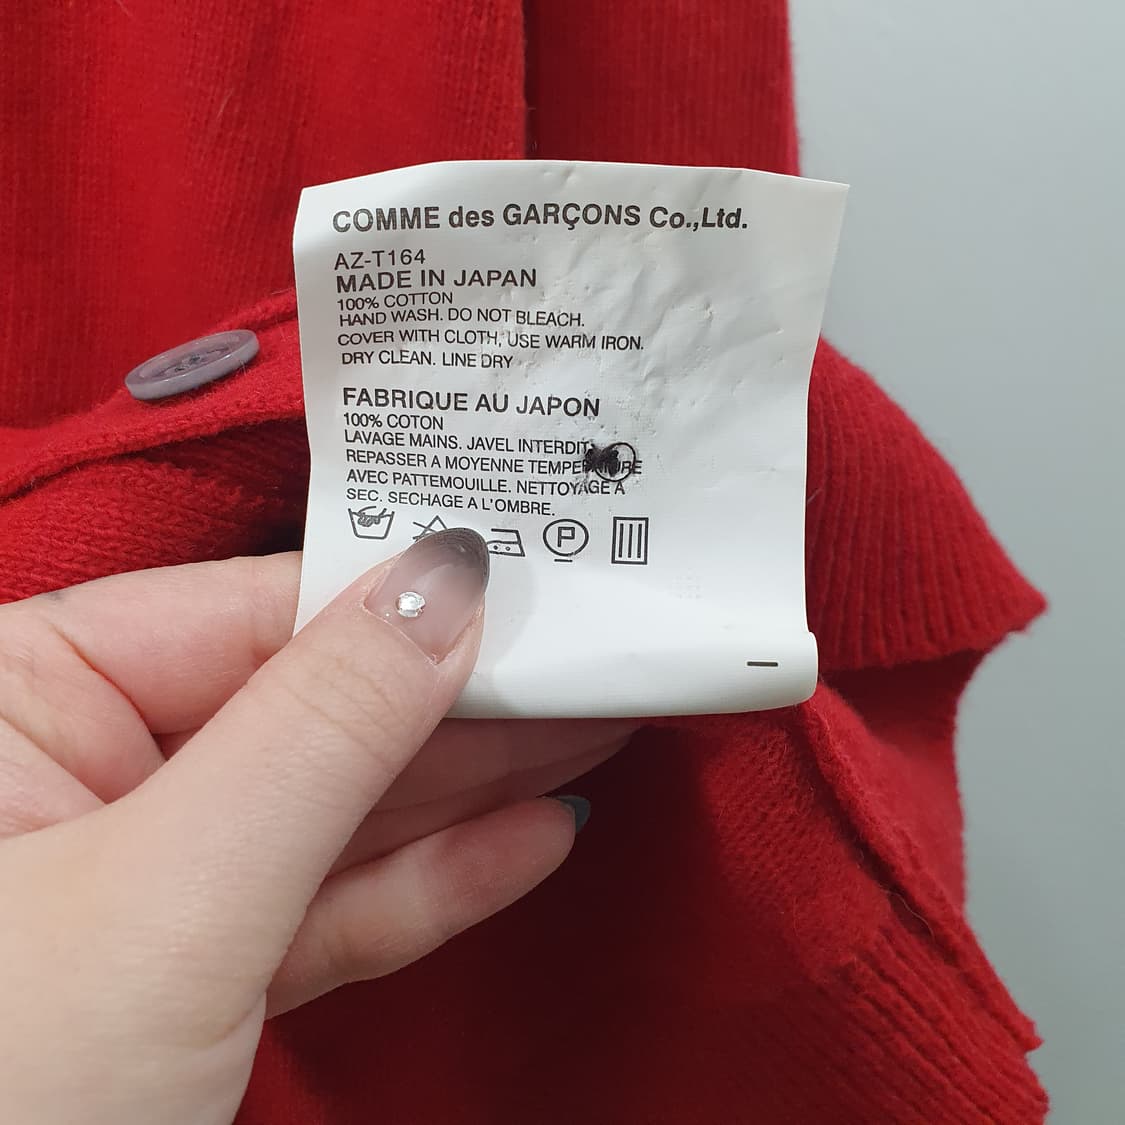 COMME des GARÇONS Co.,Ltd.
AZ-T164
MADE IN JAPAN
100% COTTON
HAND WASH. DO NOT BLEACH.
COVER WITH CLOTH, USE WARM IRON.
DRY CLEAN. LINE DRY
FABRIQUE AU JAPON
100% COTON
LAVAGE MAINS. JAVEL INTERDIT.
REPASSER A MOYENNE TEMPERATURE
AVEC PATTEMOUILLE. NETTOYAGE A
SEC. SECHAGE A L'OMBRE.
P